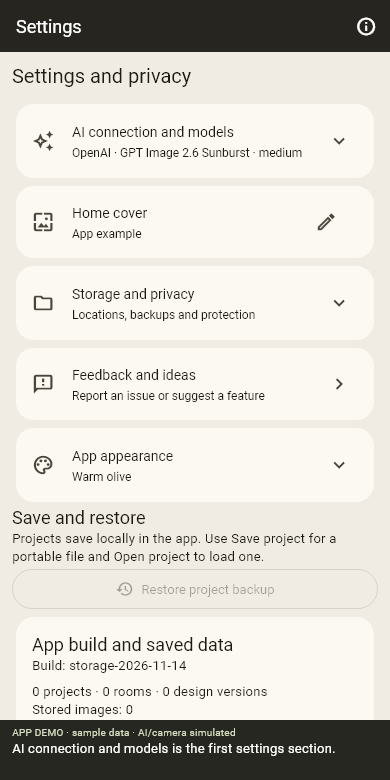 Settings
Settings and privacy
AI connection and models
OpenAI · GPT Image 2.6 Sunburst · medium
Home cover
App example
Storage and privacy
Locations, backups and protection
Feedback and ideas
Report an issue or suggest a feature
App appearance
Warm olive
Save and restore
Projects save locally in the app. Use Save project for a
portable file and Open project to load one.
Restore project backup
App build and saved data
Build: storage-2026-11-14
0 projects · 0 rooms · 0 design versions
Stored images: 0
APP DEMO · sample data · AI/camera simulated
AI connection and models is the first settings section.